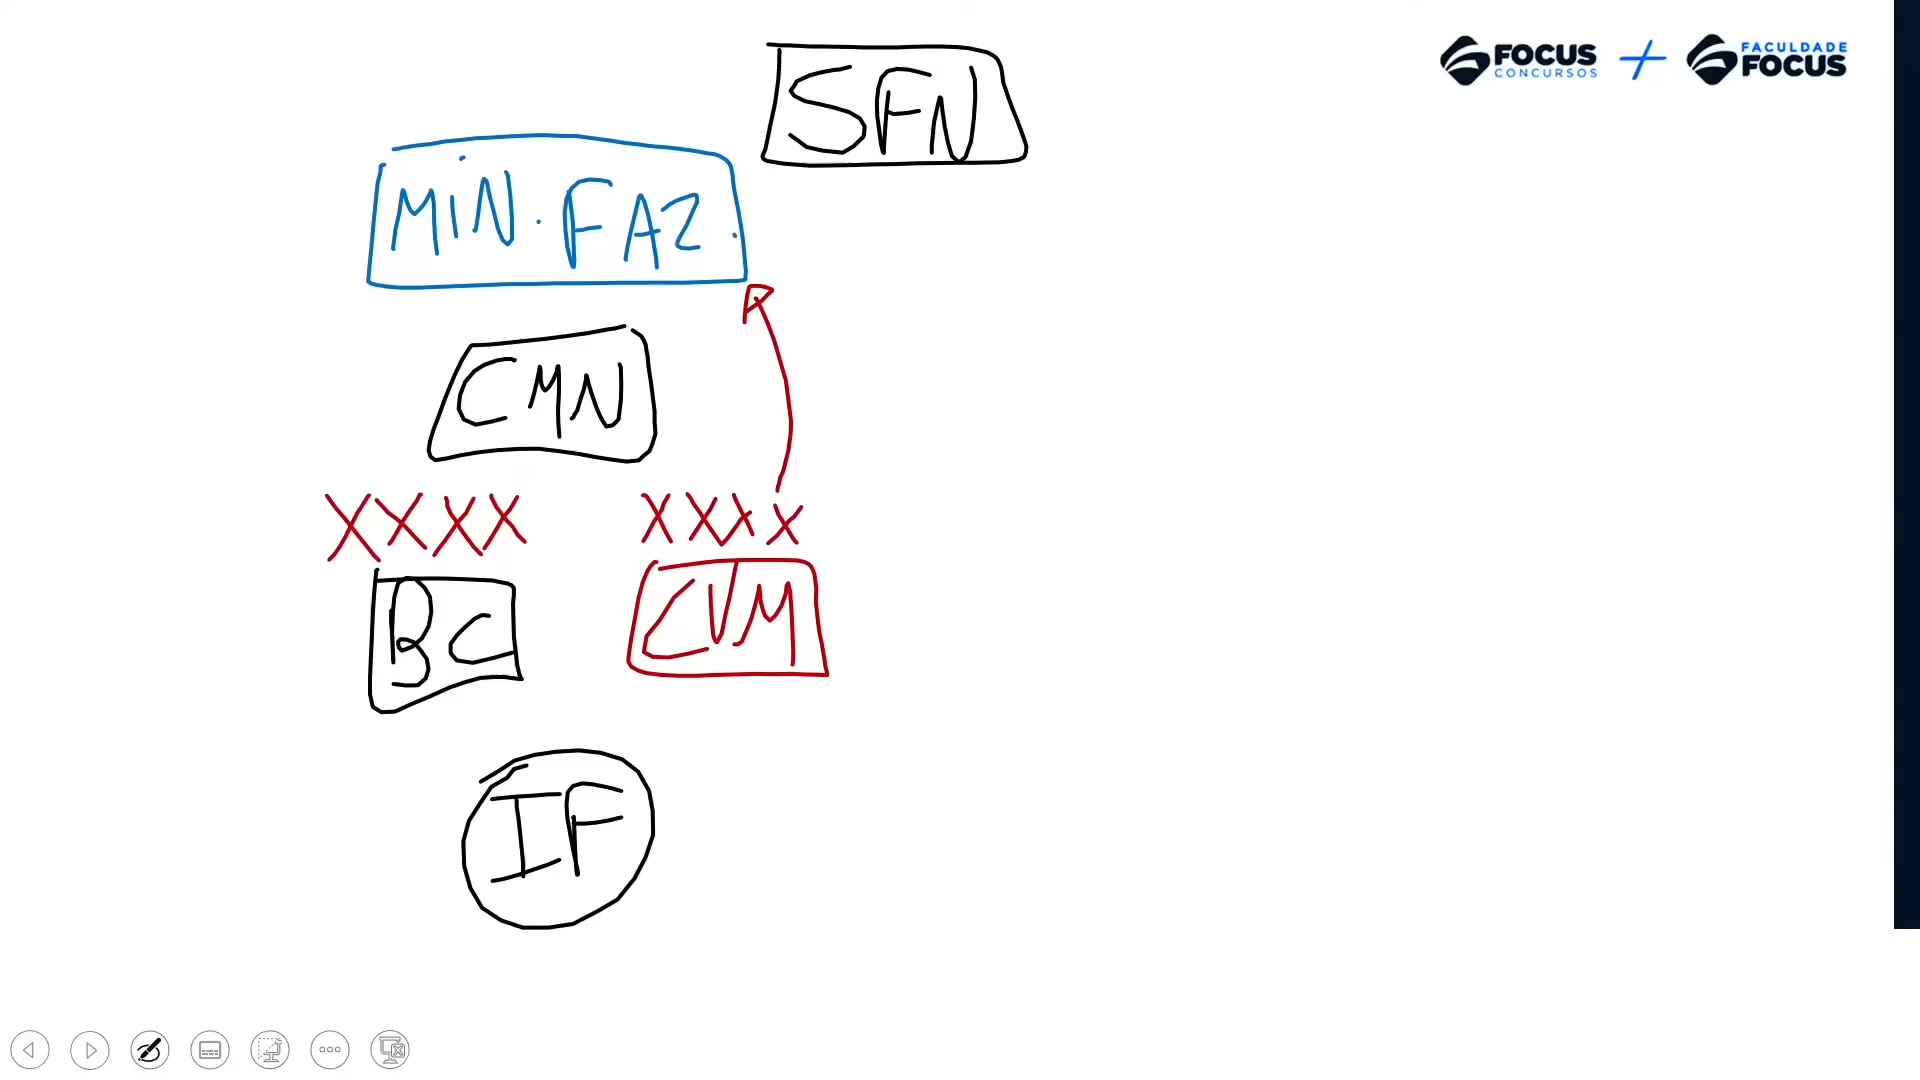 FOCUS
CONCURSOS
FACULDADE
FOCUS
SFN
MIN. FAZ.
CMN
XXXX
XXXX
BC
CVM
IF